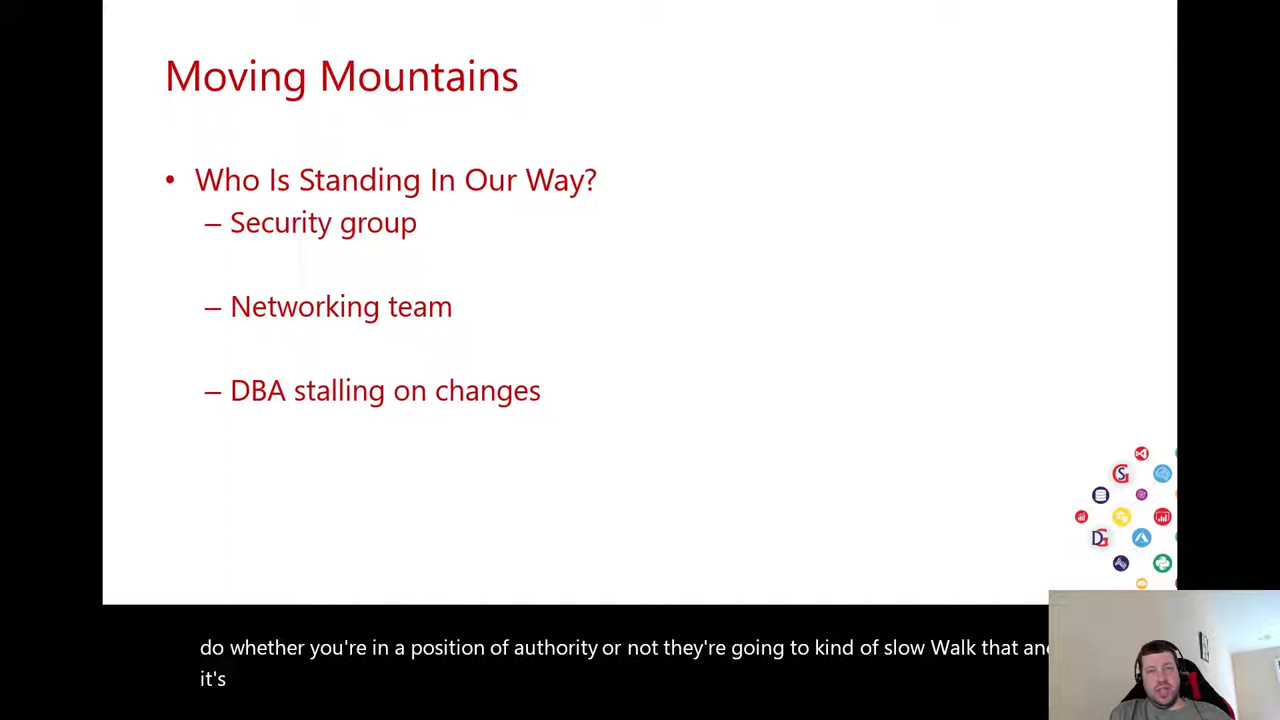 Moving Mountains
• Who Is Standing In Our Way?
– Security group
– Networking team
– DBA stalling on changes
do whether you're in a position of authority or not they're going to kind of slow Walk that
it's